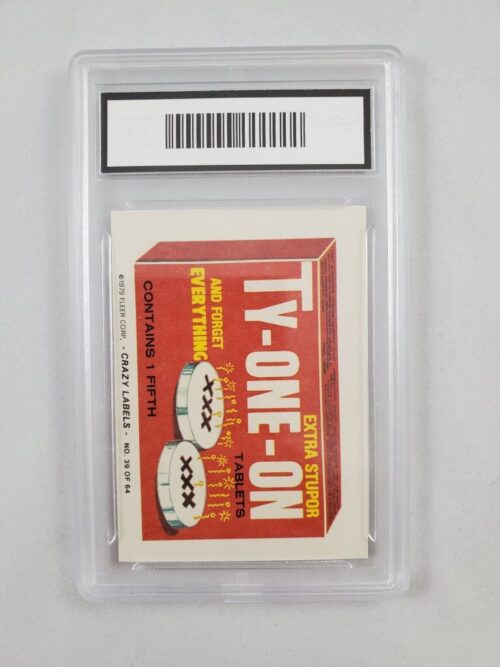 EXTRA STUPOR
TY-ONE-ON
TABLETS
AND FORGET
EVERYTHING
XXX
XXX
CONTAINS 1 FIFTH
©1979 FLEER CORP. - CRAZY LABELS - NO. 39 OF 64